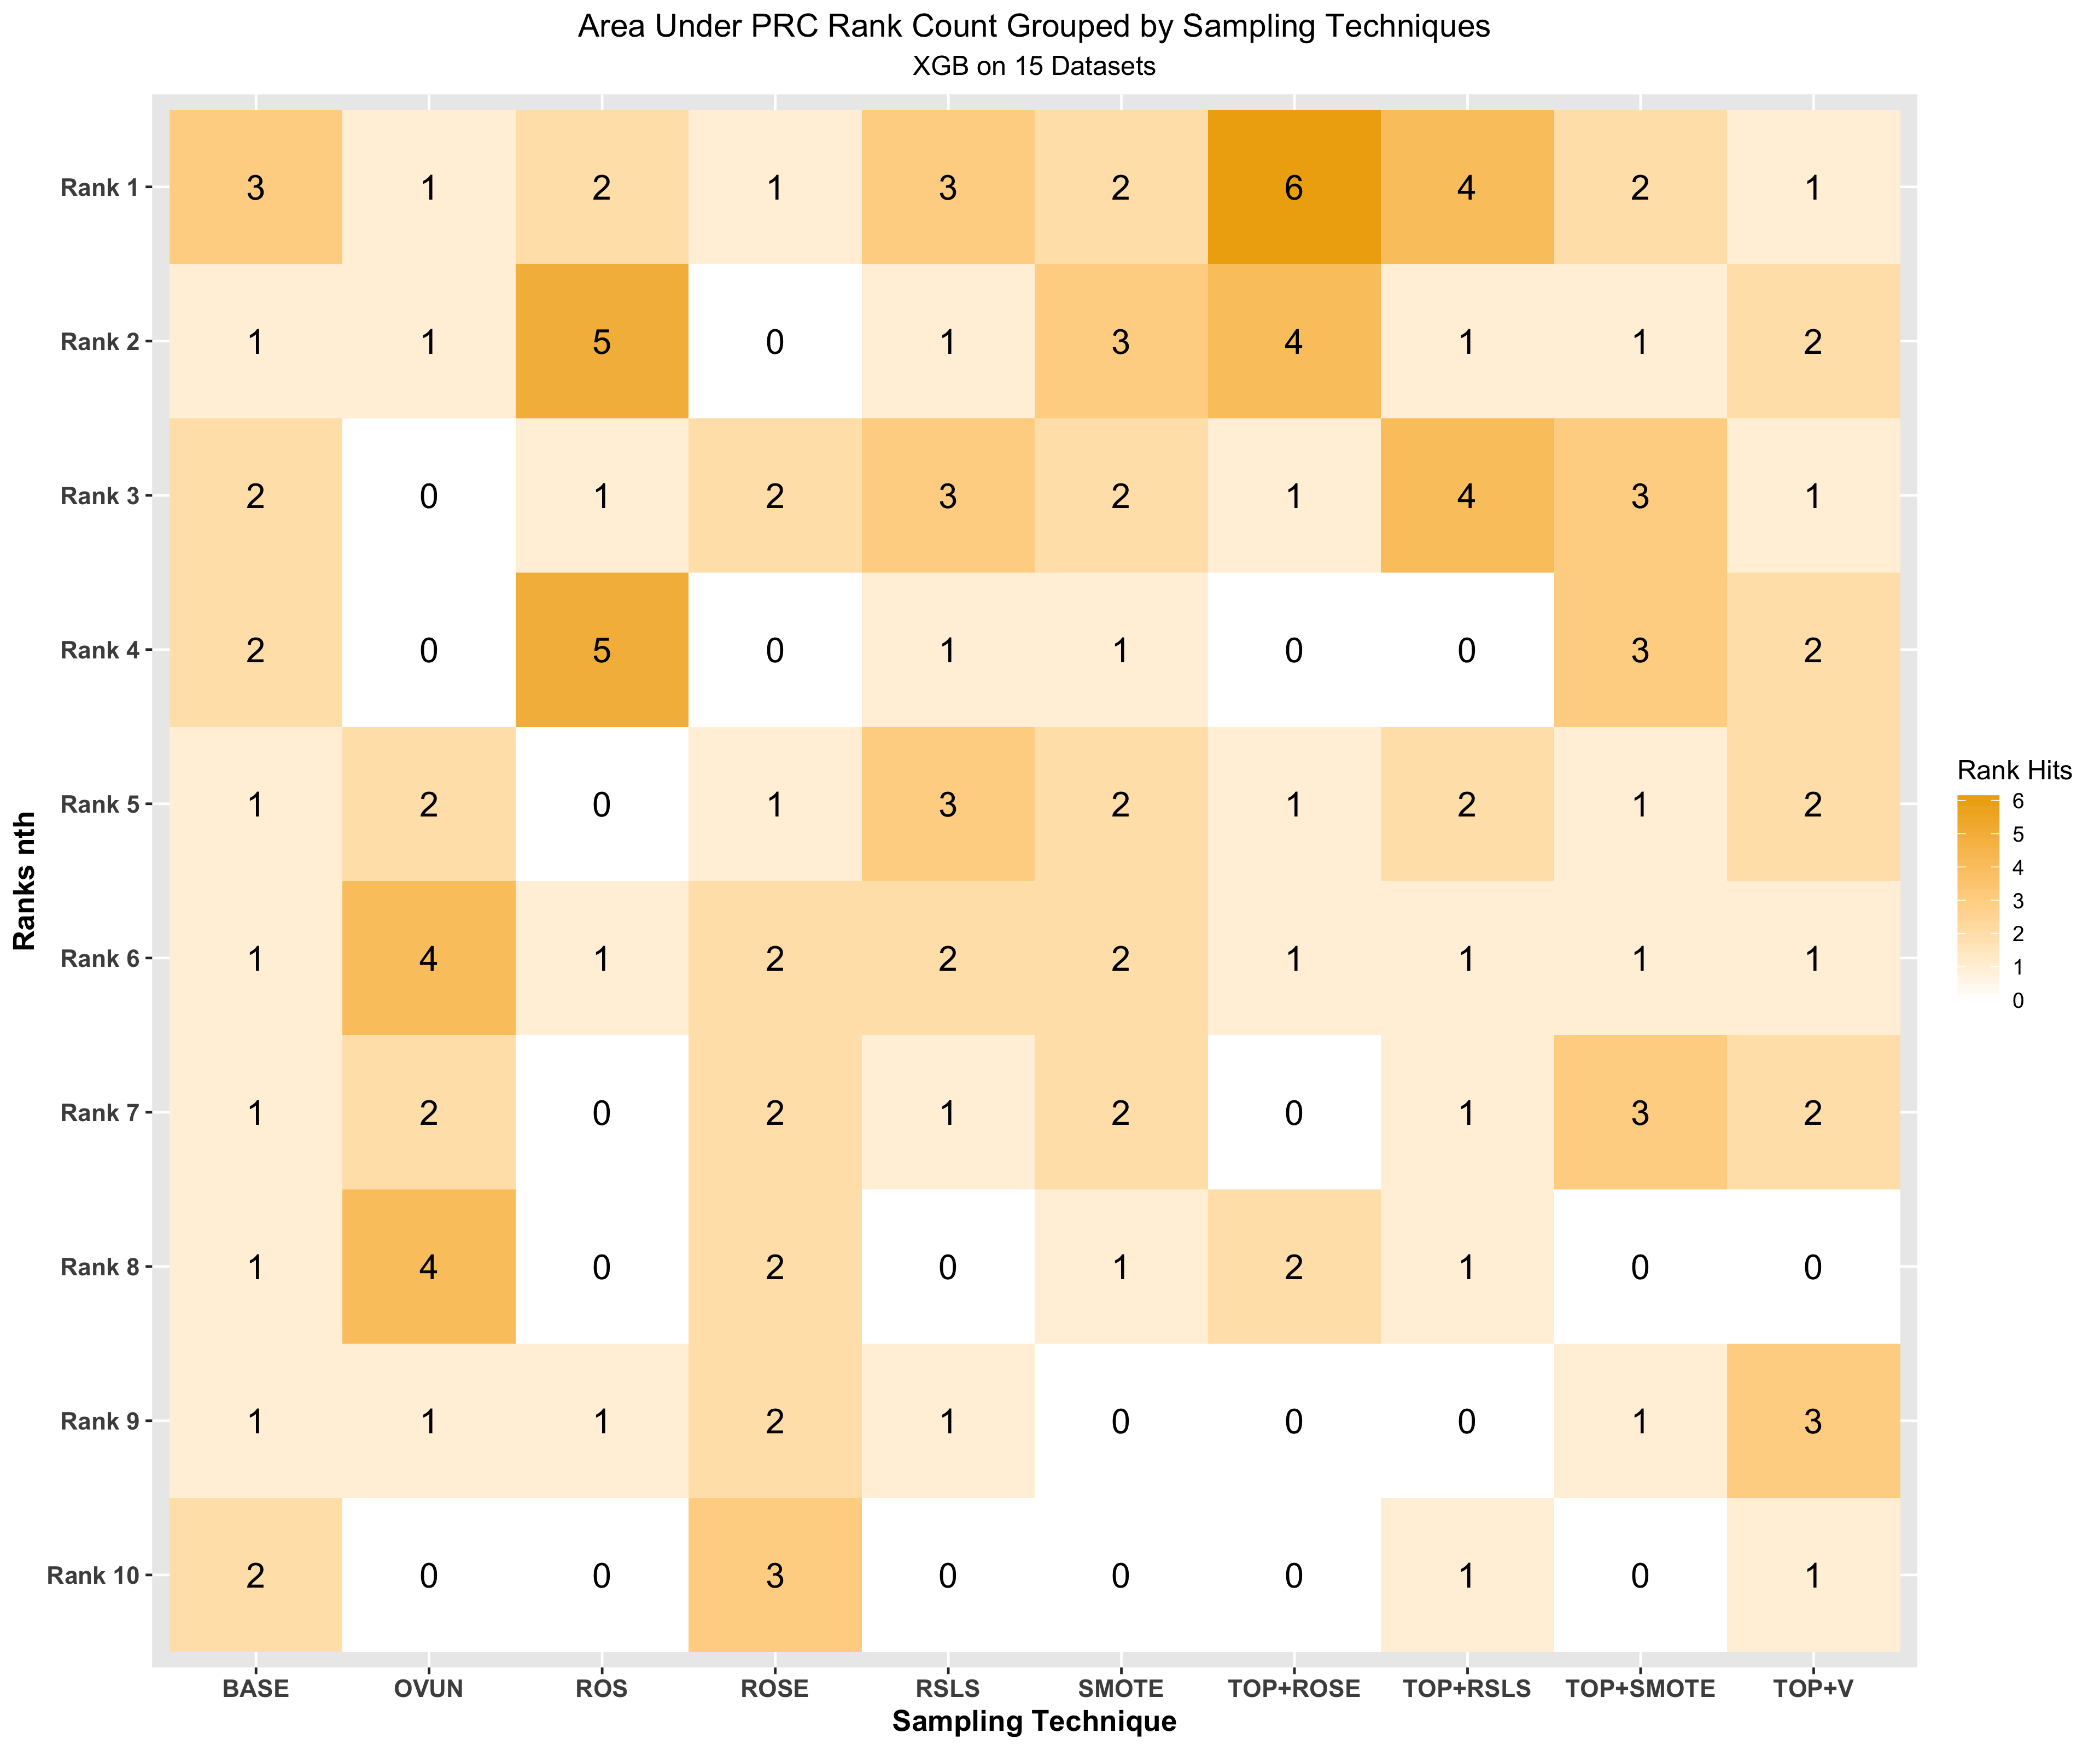 Area Under PRC Rank Count Grouped by Sampling Techniques
XGB on 15 Datasets
Rank 1 3 1 2 1 3 2 6 4 2 1
Rank 2 1 1 5 0 1 3 4 1 1 2
Rank 3 2 0 1 2 3 2 1 4 3 1
Rank 4 2 0 5 0 1 1 0 0 3 2
Rank 5 1 2 0 1 3 2 1 2 1 2
Rank 6 1 4 1 2 2 2 1 1 1 1
Rank 7 1 2 0 2 1 2 0 1 3 2
Rank 8 1 4 0 2 0 1 2 1 0 0
Rank 9 1 1 1 2 1 0 0 0 1 3
Rank 10 2 0 0 3 0 0 0 1 0 1
BASE OVUN ROS ROSE RSLS SMOTE TOP+ROSE TOP+RSLS TOP+SMOTE TOP+V
Sampling Technique
Ranks nth
Rank Hits
6
5
4
3
2
1
0